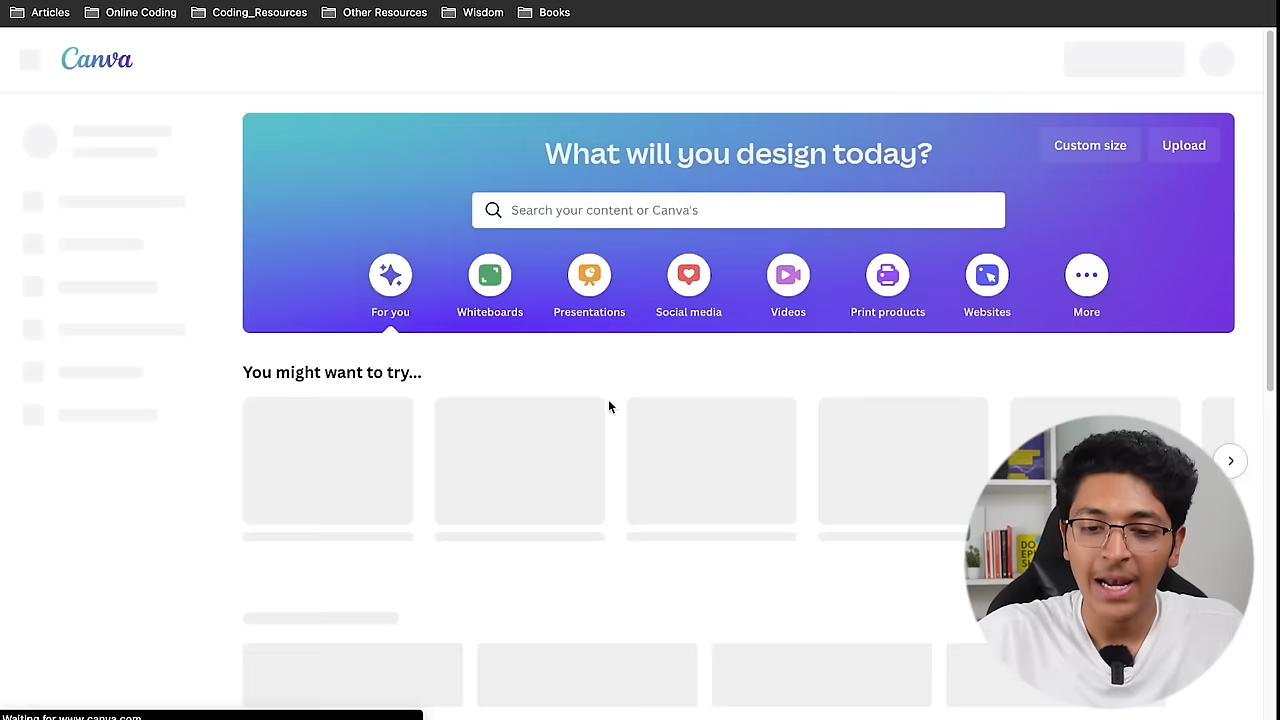 Articles Online Coding Coding_Resources Other Resources Wisdom Books
Canva
What will you design today?
Custom size Upload
Search your content or Canva's
For you Whiteboards Presentations Social media Videos Print products Websites More
You might want to try...
DO
EPI
Waiting for www.canva.com